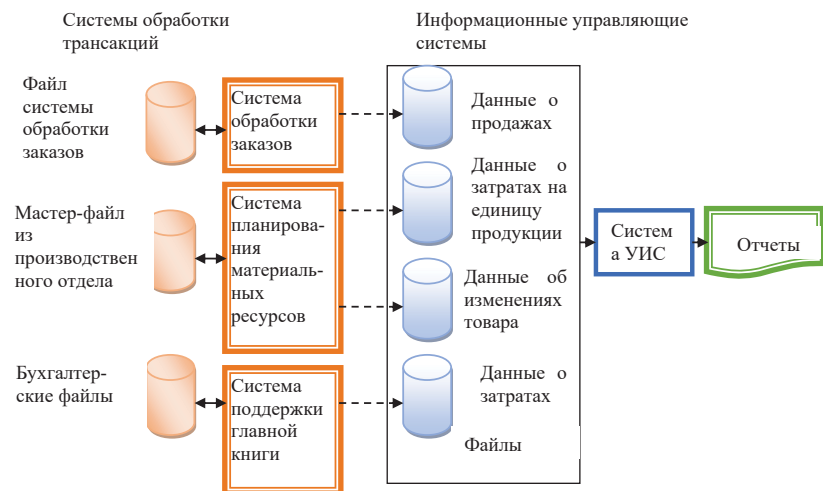 Системы обработки
трансакций
Информационные управляющие
системы
Файл
системы
обработки
заказов
Система
обработки
заказов
Данные о
продажах
Мастер-файл
из
производствен
ного отдела
Система
планирова-
ния
материаль-
ных
ресурсов
Данные о
затратах на
единицу
продукции
Данные об
изменениях
товара
Систем
а УИС
Отчеты
Бухгалтер-
ские файлы
Система
поддержки
главной
книги
Данные о
затратах
Файлы